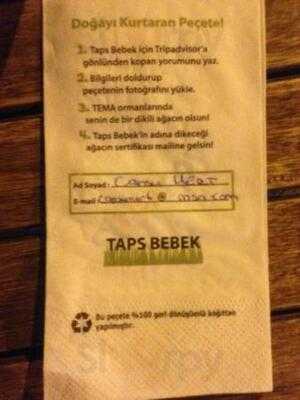 Doğayı Kurtaran Peçete!
1. Taps Bebek için Tripadvisor'a
gönlünden kopan yorumunu yaz.
2. Bilgileri doldurup
peçetenin fotoğrafını yükle.
3. TEMA ormanlarında
senin de bir dikili ağacın olsun!
4. Taps Bebek'in adına dikeceği
ağacın sertifikası mailine gelsin!
Ad Soyad:
E-mail @ msn.com
TAPS BEBEK
Bu peçete %100 geri dönüşümlü kağıttan
yapılmıştır.